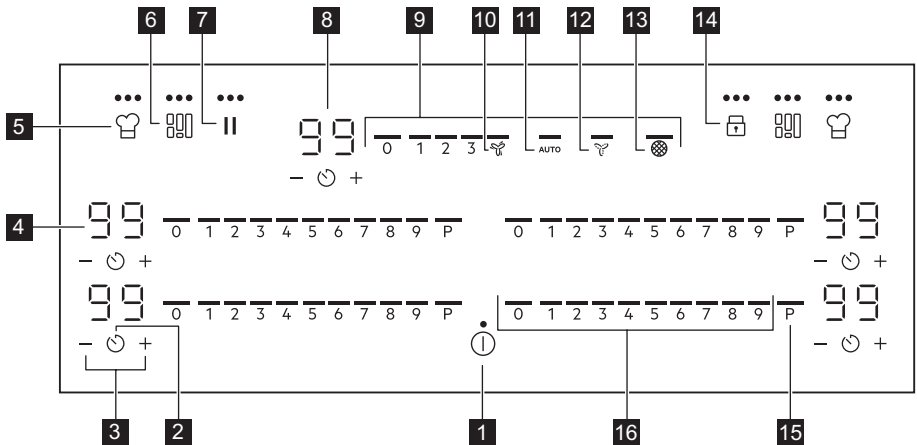 6 7 8 9 10 11 12 13 14
5
99
0 1 2 3 AUTO
− +
4
99 0 1 2 3 4 5 6 7 8 9 P 0 1 2 3 4 5 6 7 8 9 P 99
− + − +
99 0 1 2 3 4 5 6 7 8 9 P 0 1 2 3 4 5 6 7 8 9 P 99
− + − +
3 2 1 16 15